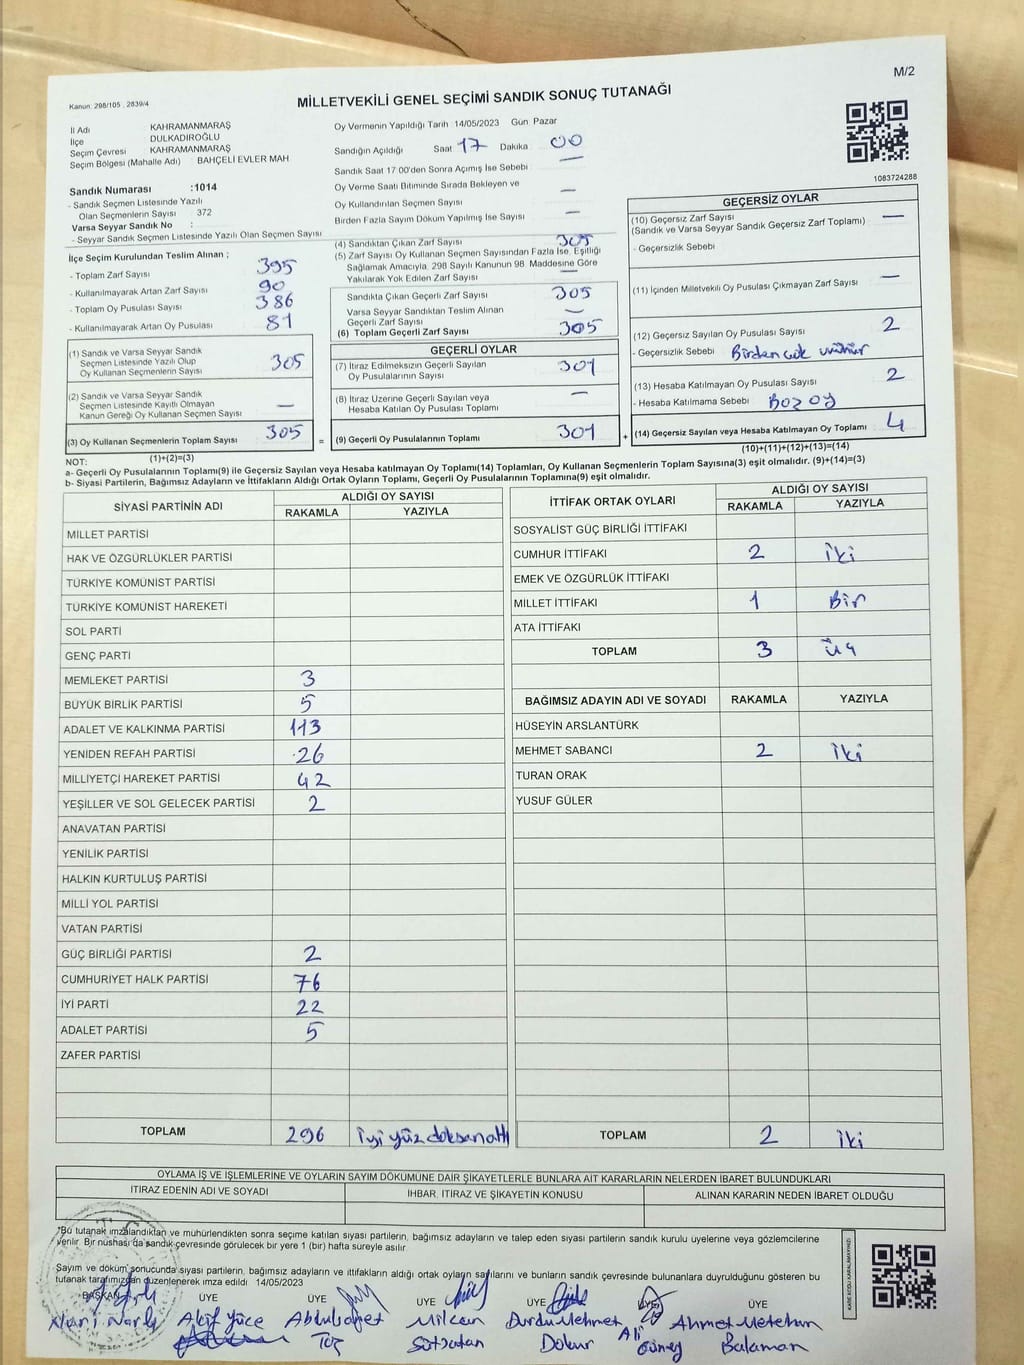 M/2
Kanun: 298/105 , 2839/4
MİLLETVEKİLİ GENEL SEÇİMİ SANDIK SONUÇ TUTANAĞI
İl Adı KAHRAMANMARAŞ
İlçe DULKADİROĞLU
Seçim Çevresi KAHRAMANMARAŞ
Seçim Bölgesi (Mahalle Adı) : BAHÇELİ EVLER MAH
Sandık Numarası :1014
- Sandık Seçmen Listesinde Yazılı
Olan Seçmenlerin Sayısı : 372
Varsa Seyyar Sandık No :
- Seyyar Sandık Seçmen Listesinde Yazılı Olan Seçmen Sayısı
Oy Vermenin Yapıldığı Tarih 14/05/2023 Gün Pazar
Sandığın Açıldığı Saat 17 Dakika 00
Sandık Saat 17 00'den Sonra Açımış İse Sebebi —
Oy Verme Saati Bitiminde Sırada Bekleyen ve
Oy Kullandırılan Seçmen Sayısı —
Birden Fazla Sayım Döküm Yapılmış İse Sayısı —
1083724288
İlçe Seçim Kurulundan Teslim Alınan ;
- Toplam Zarf Sayısı 395
- Kullanılmayarak Artan Zarf Sayısı 90
- Toplam Oy Pusulası Sayısı 386
- Kullanılmayarak Artan Oy Pusulası 81
(1) Sandık ve Varsa Seyyar Sandık
Seçmen Listesinde Yazılı Olup
Oy Kullanan Seçmenlerin Sayısı 305
(2) Sandık ve Varsa Seyyar Sandık
Seçmen Listesinde Kayıtlı Olmayan
Kanun Gereği Oy Kullanan Seçmen Sayısı —
(3) Oy Kullanan Seçmenlerin Toplam Sayısı 305 =
(1)+(2)=(3)
(4) Sandıktan Çıkan Zarf Sayısı 305
(5) Zarf Sayısı Oy Kullanan Seçmen Sayısından Fazla İse, Eşitliği
Sağlamak Amacıyla, 298 Sayılı Kanunun 98. Maddesine Göre
Yakılarak Yok Edilen Zarf Sayısı —
Sandıkta Çıkan Geçerli Zarf Sayısı 305
Varsa Seyyar Sandıktan Teslim Alınan
Geçerli Zarf Sayısı —
(6) Toplam Geçerli Zarf Sayısı 305
GEÇERLİ OYLAR
(7) İtiraz Edilmeksizin Geçerli Sayılan
Oy Pusulalarının Sayısı 301
(8) İtiraz Üzerine Geçerli Sayılan veya
Hesaba Katılan Oy Pusulası Toplamı —
(9) Geçerli Oy Pusulalarının Toplamı 301 +
GEÇERSİZ OYLAR
(10) Geçersiz Zarf Sayısı —
(Sandık ve Varsa Seyyar Sandık Geçersiz Zarf Toplamı)
- Geçersizlik Sebebi
(11) İçinden Milletvekili Oy Pusulası Çıkmayan Zarf Sayısı —
(12) Geçersiz Sayılan Oy Pusulası Sayısı 2
- Geçersizlik Sebebi Birden çok
(13) Hesaba Katılmayan Oy Pusulası Sayısı 2
- Hesaba Katılmama Sebebi Boz oy
(14) Geçersiz Sayılan veya Hesaba Katılmayan Oy Toplamı 4
(10)+(11)+(12)+(13)=(14)
NOT:
a- Geçerli Oy Pusulalarının Toplamı(9) ile Geçersiz Sayılan veya Hesaba katılmayan Oy Toplamı(14) Toplamları, Oy Kullanan Seçmenlerin Toplam Sayısına(3) eşit olmalıdır. (9)+(14)=(3)
b- Siyasi Partilerin, Bağımsız Adayların ve İttifakların Aldığı Ortak Oyların Toplamı, Geçerli Oy Pusulalarının Toplamına(9) eşit olmalıdır.
SİYASİ PARTİNİN ADI ALDIĞI OY SAYISI
RAKAMLA YAZIYLA
MİLLET PARTİSİ
HAK VE ÖZGÜRLÜKLER PARTİSİ
TÜRKİYE KOMÜNİST PARTİSİ
TÜRKİYE KOMÜNİST HAREKETİ
SOL PARTİ
GENÇ PARTİ
MEMLEKET PARTİSİ 3
BÜYÜK BİRLİK PARTİSİ 5
ADALET VE KALKINMA PARTİSİ 113
YENİDEN REFAH PARTİSİ 26
MİLLİYETÇİ HAREKET PARTİSİ 42
YEŞİLLER VE SOL GELECEK PARTİSİ 2
ANAVATAN PARTİSİ
YENİLİK PARTİSİ
HALKIN KURTULUŞ PARTİSİ
MİLLİ YOL PARTİSİ
VATAN PARTİSİ
GÜÇ BİRLİĞİ PARTİSİ 2
CUMHURİYET HALK PARTİSİ 76
İYİ PARTİ 22
ADALET PARTİSİ 5
ZAFER PARTİSİ
TOPLAM 296 iyi yüz doksan altı
İTTİFAK ORTAK OYLARI ALDIĞI OY SAYISI
RAKAMLA YAZIYLA
SOSYALİST GÜÇ BİRLİĞİ İTTİFAKI
CUMHUR İTTİFAKI 2 iki
EMEK VE ÖZGÜRLÜK İTTİFAKI
MİLLET İTTİFAKI 1 Bir
ATA İTTİFAKI
TOPLAM 3 üç
BAĞIMSIZ ADAYIN ADI VE SOYADI RAKAMLA YAZIYLA
HÜSEYİN ARSLANTÜRK
MEHMET SABANCI 2 iki
TURAN ORAK
YUSUF GÜLER
TOPLAM 2 iki
OYLAMA İŞ VE İŞLEMLERİNE VE OYLARIN SAYIM DÖKÜMÜNE DAİR ŞİKAYETLERLE BUNLARA AİT KARARLARIN NELERDEN İBARET BULUNDUKLARI
İTİRAZ EDENİN ADI VE SOYADI İHBAR, İTİRAZ VE ŞİKAYETİN KONUSU ALINAN KARARIN NEDEN İBARET OLDUĞU
*Bu tutanak imzalandıktan ve mühürlendikten sonra seçime katılan siyasi partilerin, bağımsız adayların ve talep eden siyasi partilerin sandık kurulu üyelerine veya gözlemcilerine
verilir. Bir nüshası da sandık çevresinde görülecek bir yere 1 (bir) hafta süreyle asılır
Sayım ve döküm sonucunda siyasi partilerin, bağımsız adayların ve ittifakların aldığı ortak oyların sayılarını ve bunların sandık çevresinde bulunanlara duyrulduğunu gösteren bu
tutanak tarafımızdan düzenlenerek imza edildi 14/05/2023
BAŞKAN ÜYE ÜYE ÜYE ÜYE ÜYE ÜYE
Akif Yüce Milcan Durdu Mehmet Ali Ahmet Metehan
Dokur Güney Balaman
KARE KODU KARALAMAYINIZ!